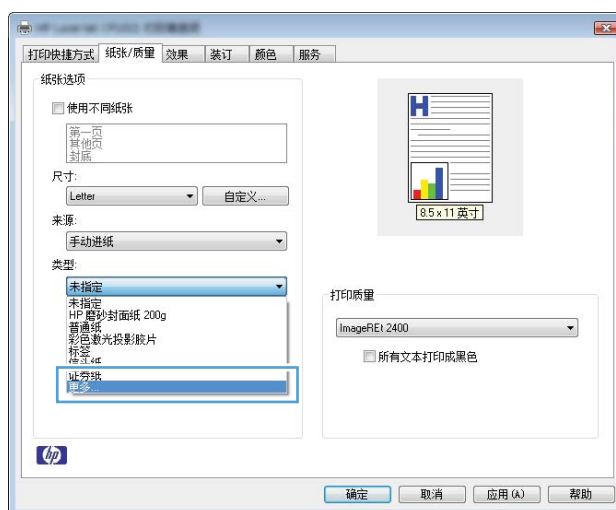 打印快捷方式 纸张/质量 效果 装订 颜色 服务
纸张选项
使用不同纸张
第一页
其他页
封底
尺寸:
Letter 自定义...
来源:
手动进纸
类型:
未指定
未指定
HP 磨砂封面纸 200g
普通纸
彩色激光投影胶片
标签
信头纸
证券纸
更多...
H
8.5 x 11 英寸
打印质量
ImageREt 2400
所有文本打印成黑色
hp
确定 取消 应用 (A) 帮助